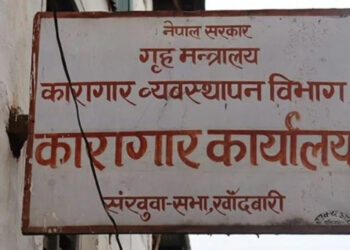 नेपाल सरकार
गृह मन्त्रालय
कारागार व्यवस्थापन विभाग
कारागार कार्यालय
संखुवा-सभा, खाँदबारी